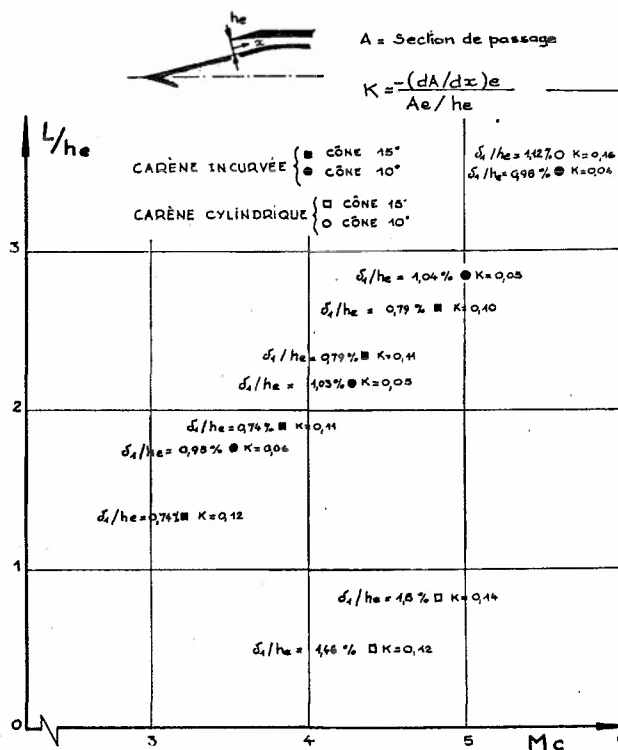 he
x
A = Section de passage
K = -(dA/dx)e
Ae/he
L/he
CARÈNE INCURVÉE { ■ CÔNE 15°
● CÔNE 10°
CARÈNE CYLINDRIQUE { □ CÔNE 15°
○ CÔNE 10°
δ₁/he = 1,12% ○ K = 0,16
δ₁/he = 0,98 % ● K = 0,04
3
δ₁/he = 1,04 % ● K = 0,05
δ₁/he = 0,79 % ■ K = 0,10
δ₁/he = 0,79% ■ K = 0,11
δ₁/he = 1,03 % ● K = 0,05
2
δ₁/he = 0,74% ■ K = 0,11
δ₁/he = 0,98 % ● K = 0,06
δ₁/he = 0,74% ■ K = 0,12
1
δ₁/he = 1,5 % □ K = 0,14
δ₁/he = 1,46 % □ K = 0,12
0
3 4 5 Mc